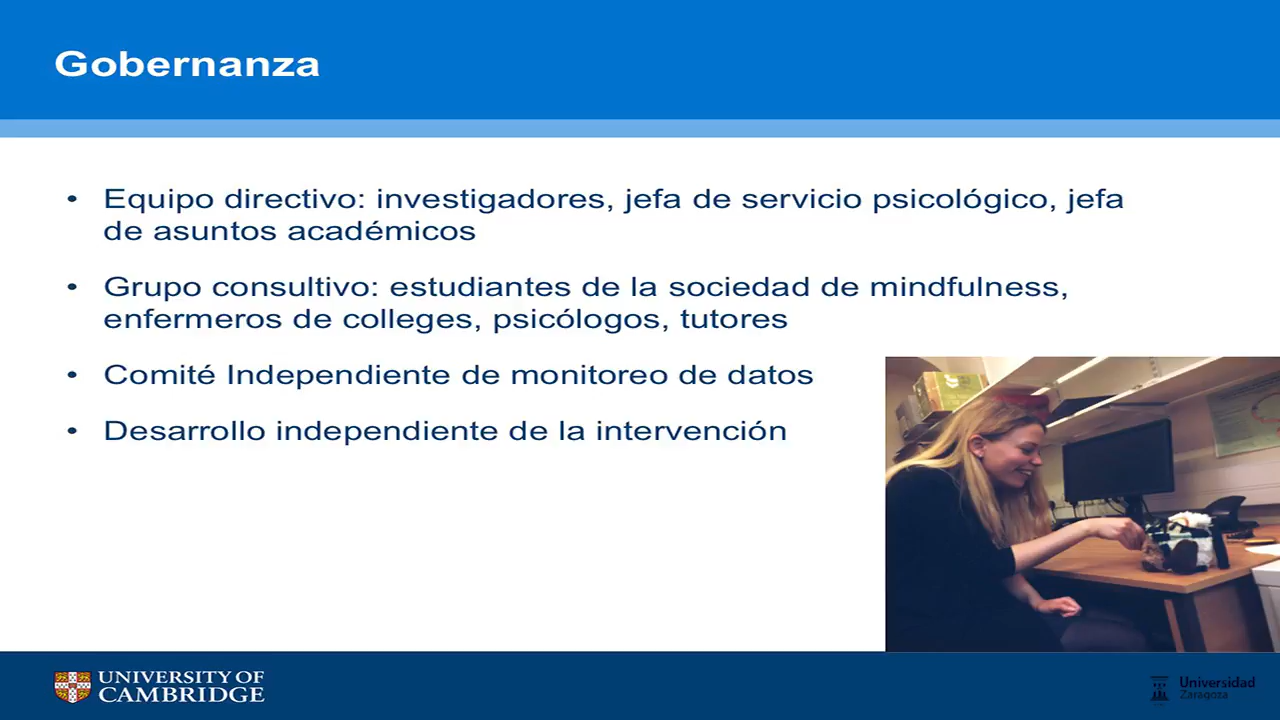 Gobernanza
• Equipo directivo: investigadores, jefa de servicio psicológico, jefa
de asuntos académicos
• Grupo consultivo: estudiantes de la sociedad de mindfulness,
enfermeros de colleges, psicólogos, tutores
• Comité Independiente de monitoreo de datos
• Desarrollo independiente de la intervención
UNIVERSITY OF
CAMBRIDGE
Universidad
Zaragoza